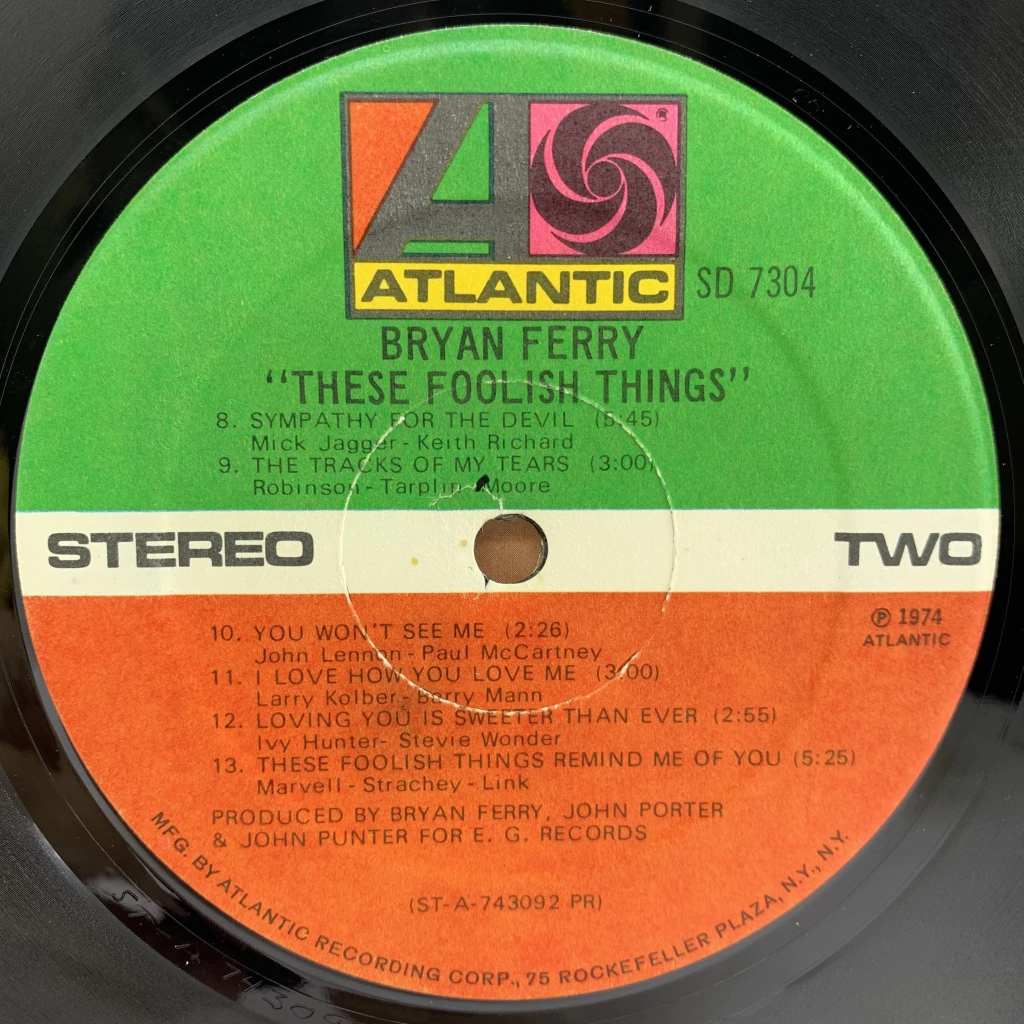 ATLANTIC
SD 7304
BRYAN FERRY
“THESE FOOLISH THINGS”
8. SYMPATHY FOR THE DEVIL (5:45)
Mick Jagger - Keith Richard
9. THE TRACKS OF MY TEARS (3:00)
Robinson - Tarplin - Moore
STEREO
TWO
℗ 1974
ATLANTIC
10. YOU WON'T SEE ME (2:26)
John Lennon - Paul McCartney
11. I LOVE HOW YOU LOVE ME (3:00)
Larry Kolber - Barry Mann
12. LOVING YOU IS SWEETER THAN EVER (2:55)
Ivy Hunter- Stevie Wonder
13. THESE FOOLISH THINGS REMIND ME OF YOU (5:25)
Marvell - Strachey - Link
PRODUCED BY BRYAN FERRY, JOHN PORTER
& JOHN PUNTER FOR E. G. RECORDS
(ST-A-743092 PR)
MFG. BY ATLANTIC RECORDING CORP., 75 ROCKEFELLER PLAZA, N.Y., N.Y.